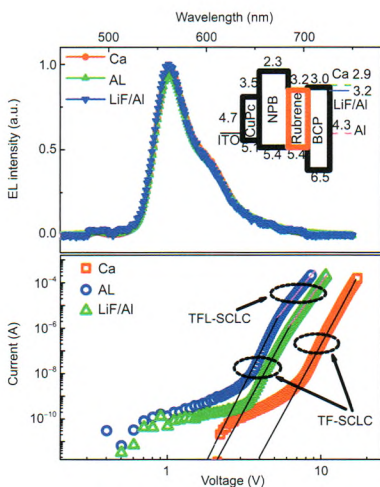 Wavelength (nm)
500
600
700
1.0
0.5
0.0
EL intensity (a.u.)
Ca
AL
LiF/Al
4.7
ITO
3.5
CuPc
5.1
2.3
NPB
5.4
3.2
Rubrene
5.4
3.0
BCP
6.5
Ca 2.9
3.2
LiF/Al
4.3
Al
10⁻⁴
10⁻⁶
10⁻⁸
10⁻¹⁰
Current (A)
Ca
AL
LiF/Al
TFL-SCLC
TF-SCLC
1
10
Voltage (V)